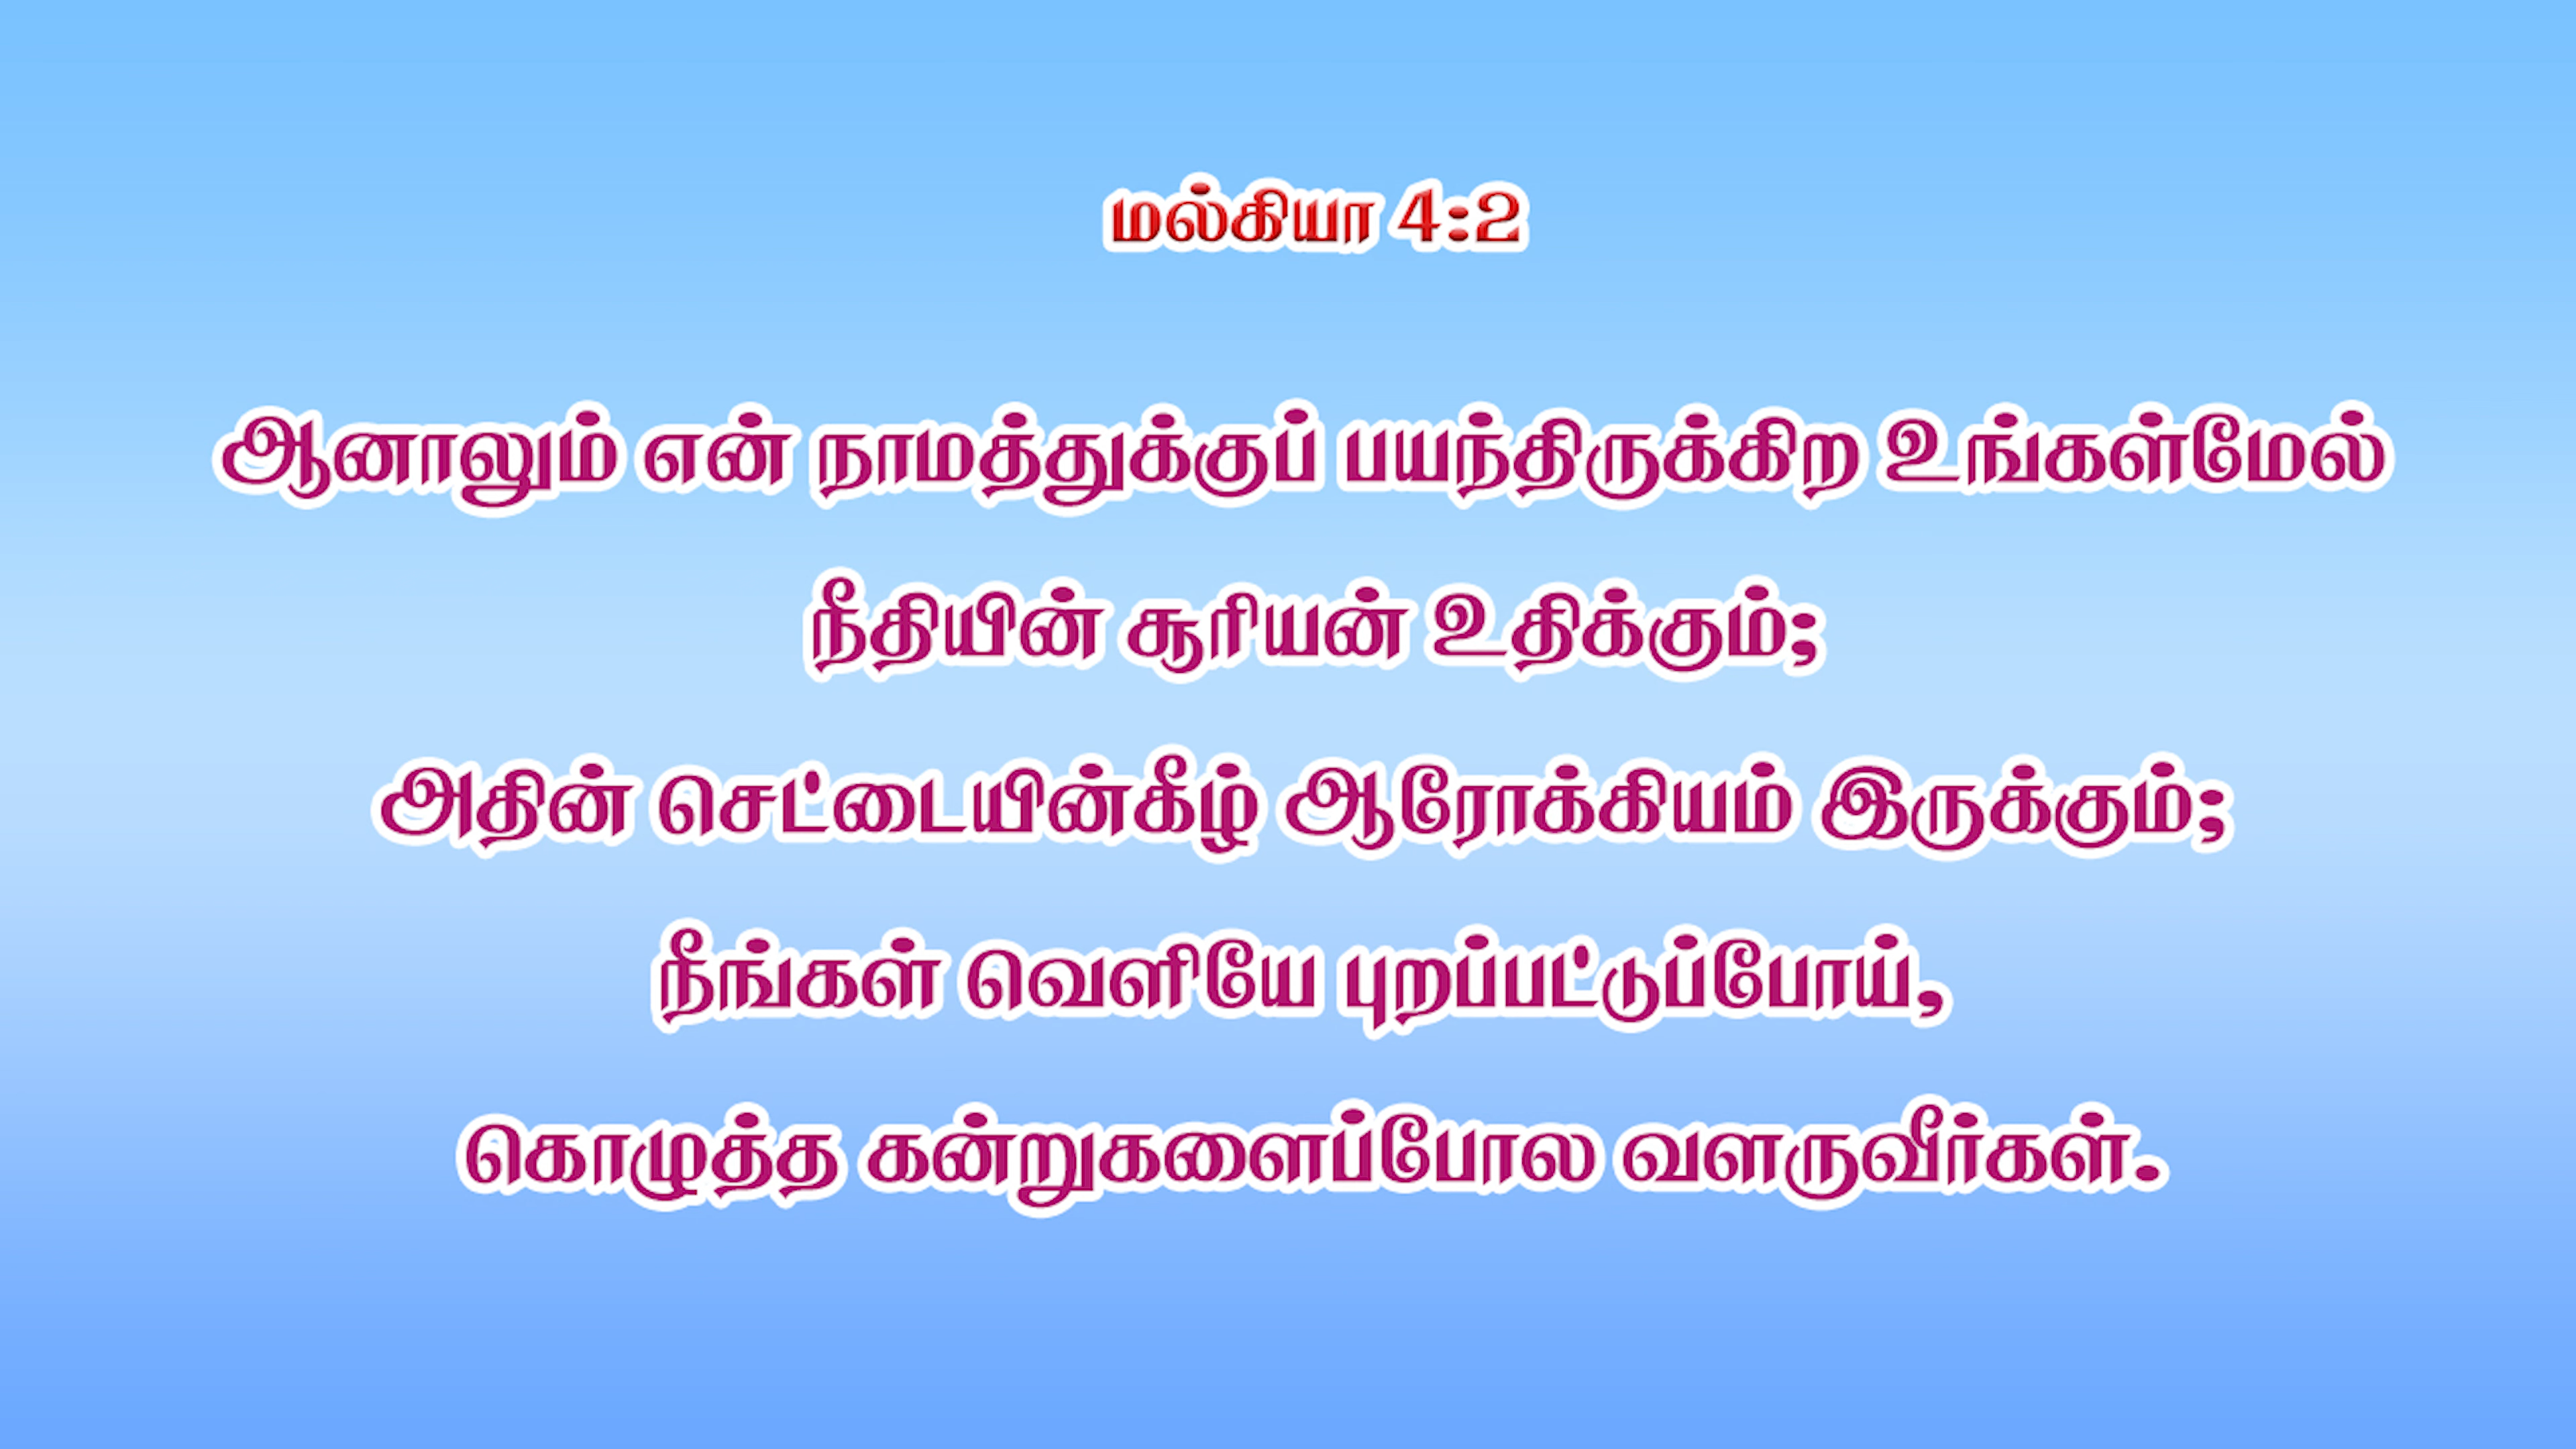 மல்கியா 4:2
ஆனாலும் என் நாமத்துக்குப் பயந்திருக்கிற உங்கள்மேல்
நீதியின் சூரியன் உதிக்கும்;
அதின் செட்டையின்கீழ் ஆரோக்கியம் இருக்கும்;
நீங்கள் வெளியே புறப்பட்டுப்போய்,
கொழுத்த கன்றுகளைப்போல வளருவீர்கள்.